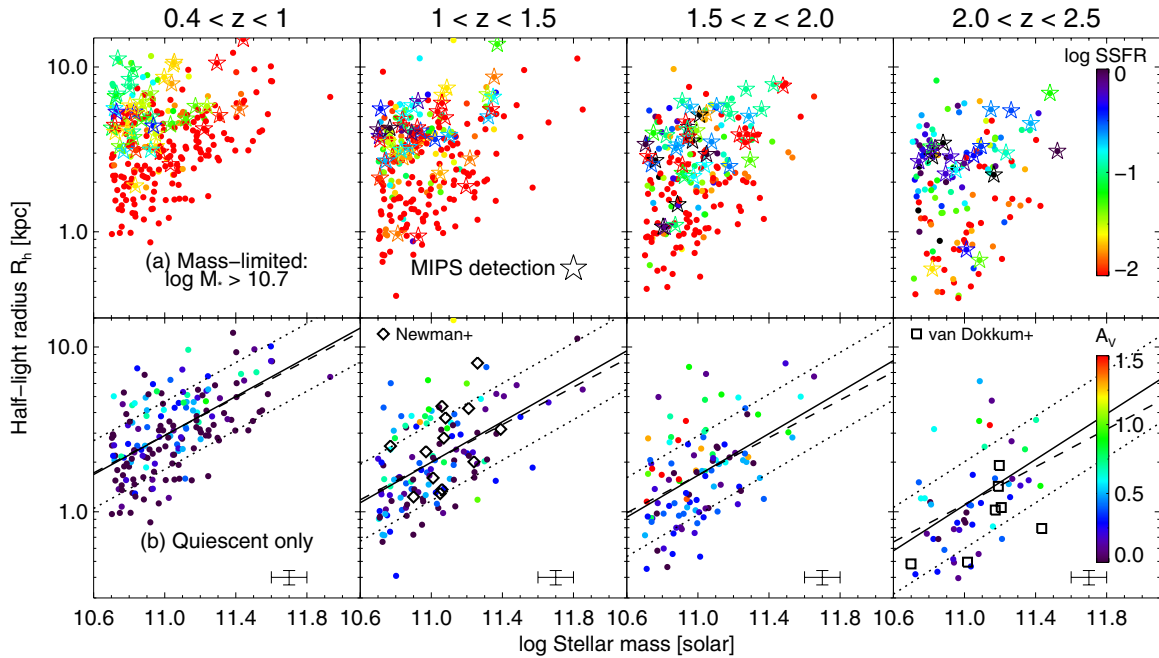 0.4 < z < 1
1 < z < 1.5
1.5 < z < 2.0
2.0 < z < 2.5
Half−light radius R_h [kpc]
10.0
1.0
(a) Mass−limited:
log M_* > 10.7
MIPS detection
log SSFR
0
−1
−2
10.0
1.0
(b) Quiescent only
Newman+
van Dokkum+
A_V
1.5
1.0
0.5
0.0
10.6 11.0 11.4 11.8
10.6 11.0 11.4 11.8
10.6 11.0 11.4 11.8
10.6 11.0 11.4 11.8
log Stellar mass [solar]